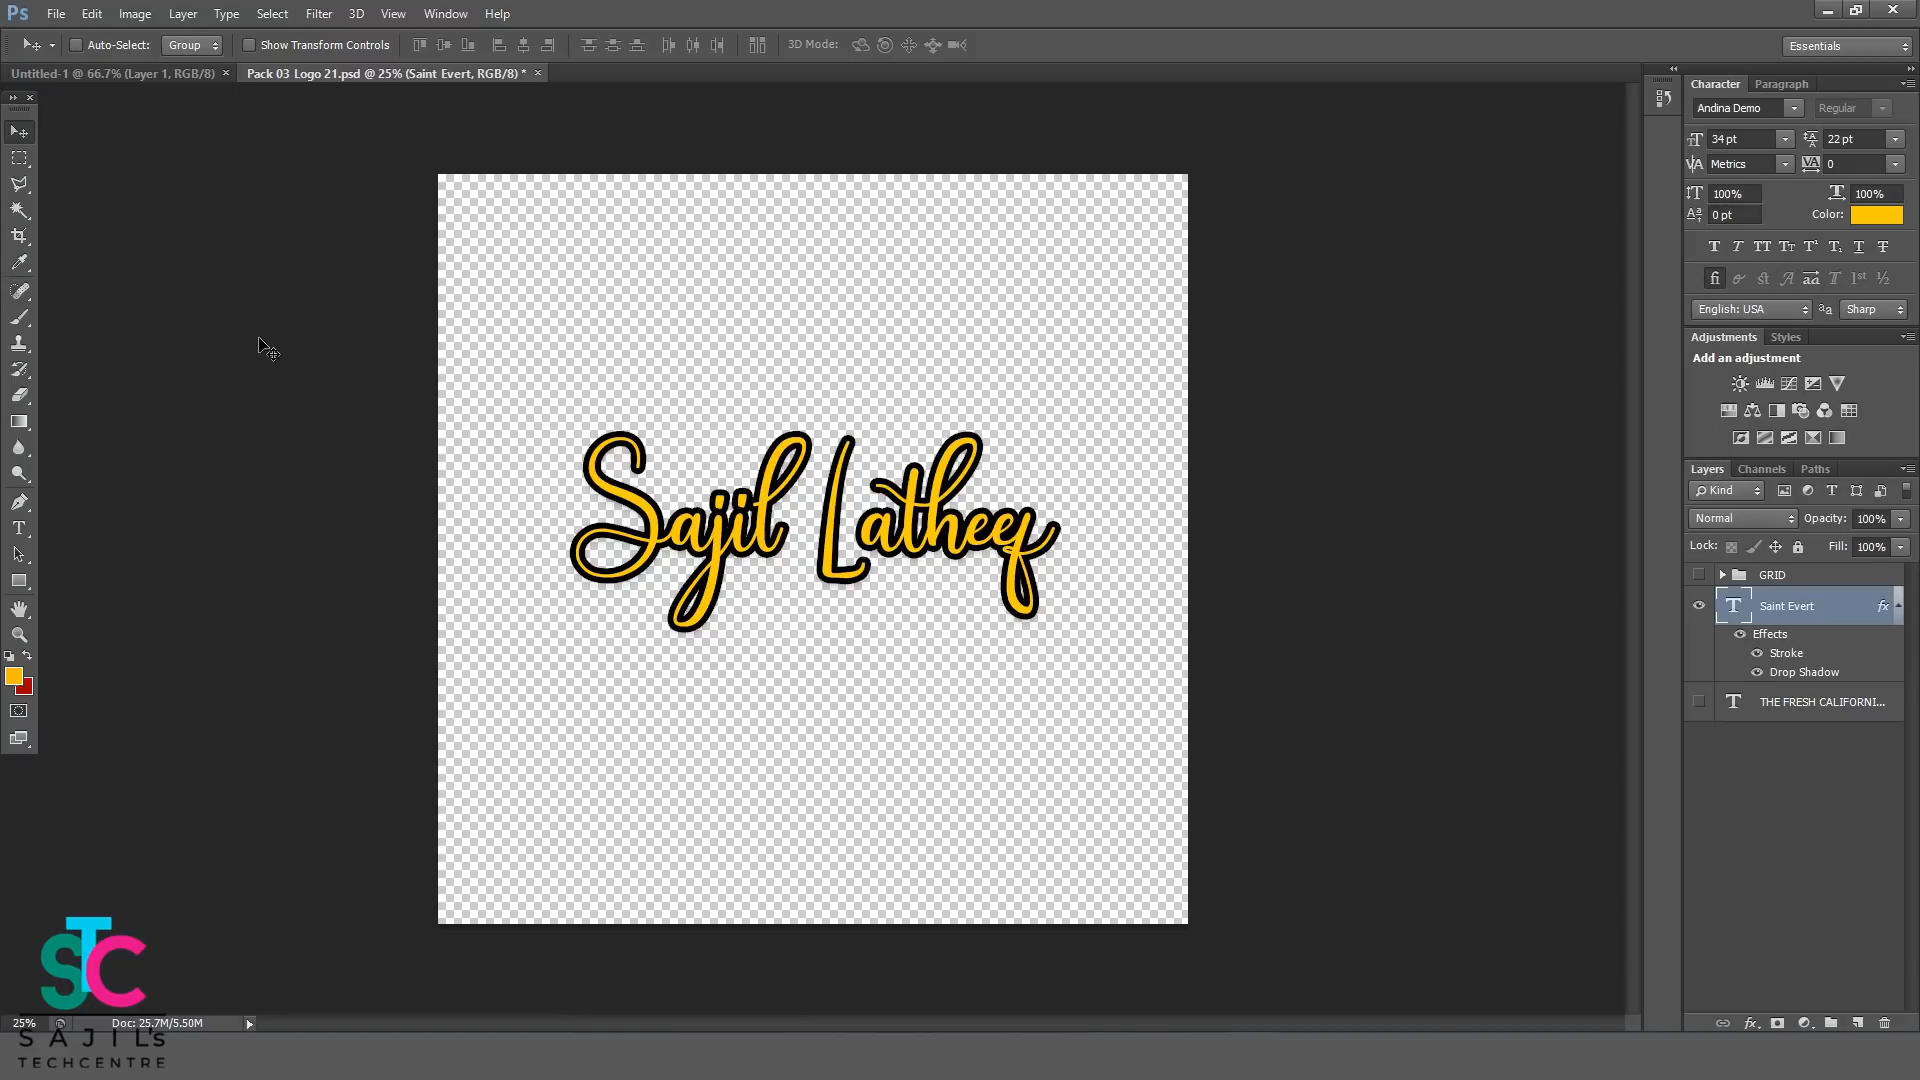 Ps File Edit Image Layer Type Select Filter 3D View Window Help
Auto-Select: Group Show Transform Controls 3D Mode: Essentials
Untitled-1 @ 66.7% (Layer 1, RGB/8) × Pack 03 Logo 21.psd @ 25% (Saint Evert, RGB/8) * ×
Character Paragraph
Andina Demo Regular
34 pt 22 pt
Metrics 0
100% 100%
0 pt Color:
English: USA aa Sharp
Adjustments Styles
Add an adjustment
Layers Channels Paths
Kind
Normal Opacity: 100%
Lock: Fill: 100%
GRID
Saint Evert fx
Effects
Stroke
Drop Shadow
THE FRESH CALIFORNI...
Sajil Latheef
STC
25% Doc: 25.7M/5.50M
SAJIL's
TECHCENTRE